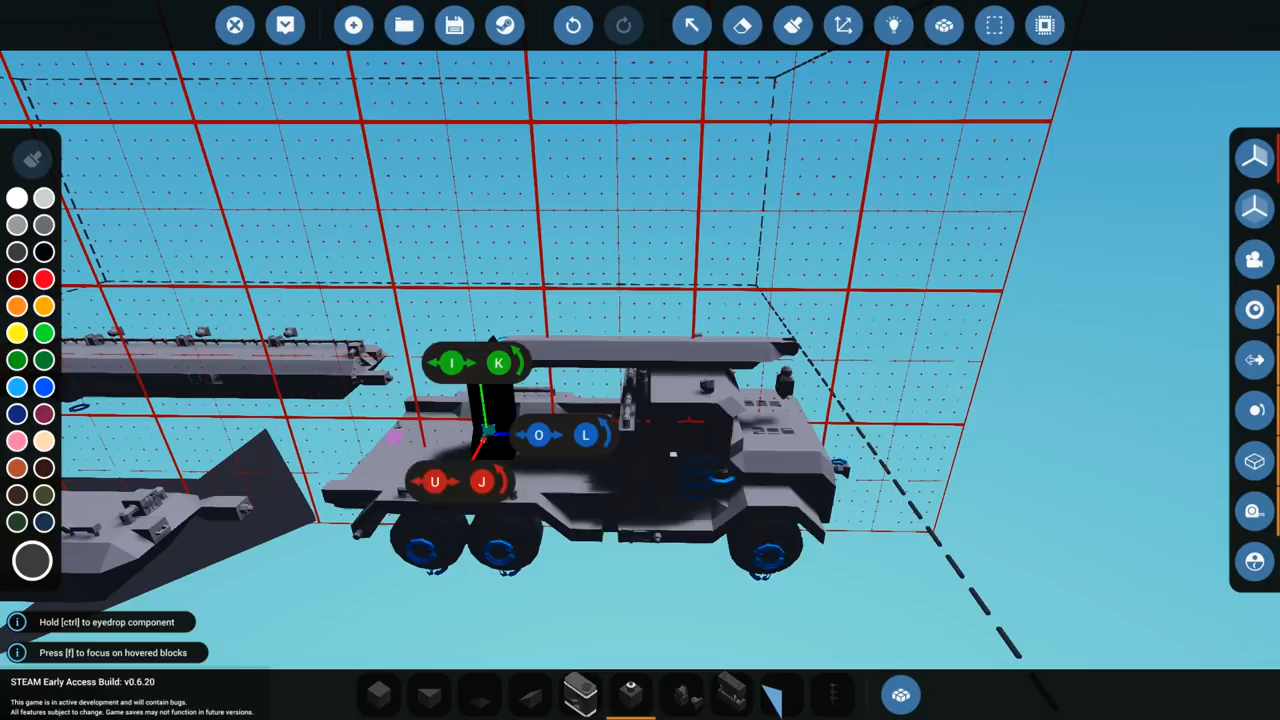 I K
O L
U J
Hold [ctrl] to eyedrop component
Press [f] to focus on hovered blocks
STEAM Early Access Build: v0.6.20
This game is in active development and will contain bugs.
All features subject to change. Game saves may not function in future versions.